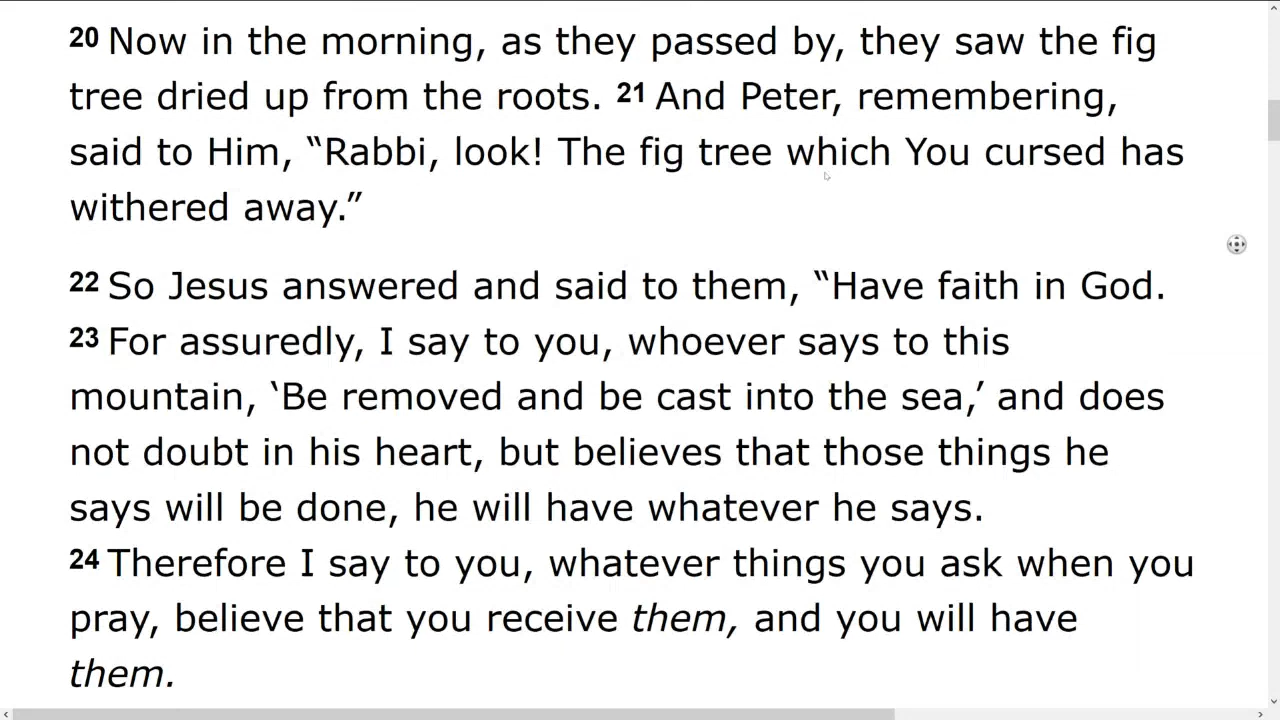 20 Now in the morning, as they passed by, they saw the fig
tree dried up from the roots. 21 And Peter, remembering,
said to Him, “Rabbi, look! The fig tree which You cursed has
withered away.”
22 So Jesus answered and said to them, “Have faith in God.
23 For assuredly, I say to you, whoever says to this
mountain, ‘Be removed and be cast into the sea,’ and does
not doubt in his heart, but believes that those things he
says will be done, he will have whatever he says.
24 Therefore I say to you, whatever things you ask when you
pray, believe that you receive them, and you will have
them.